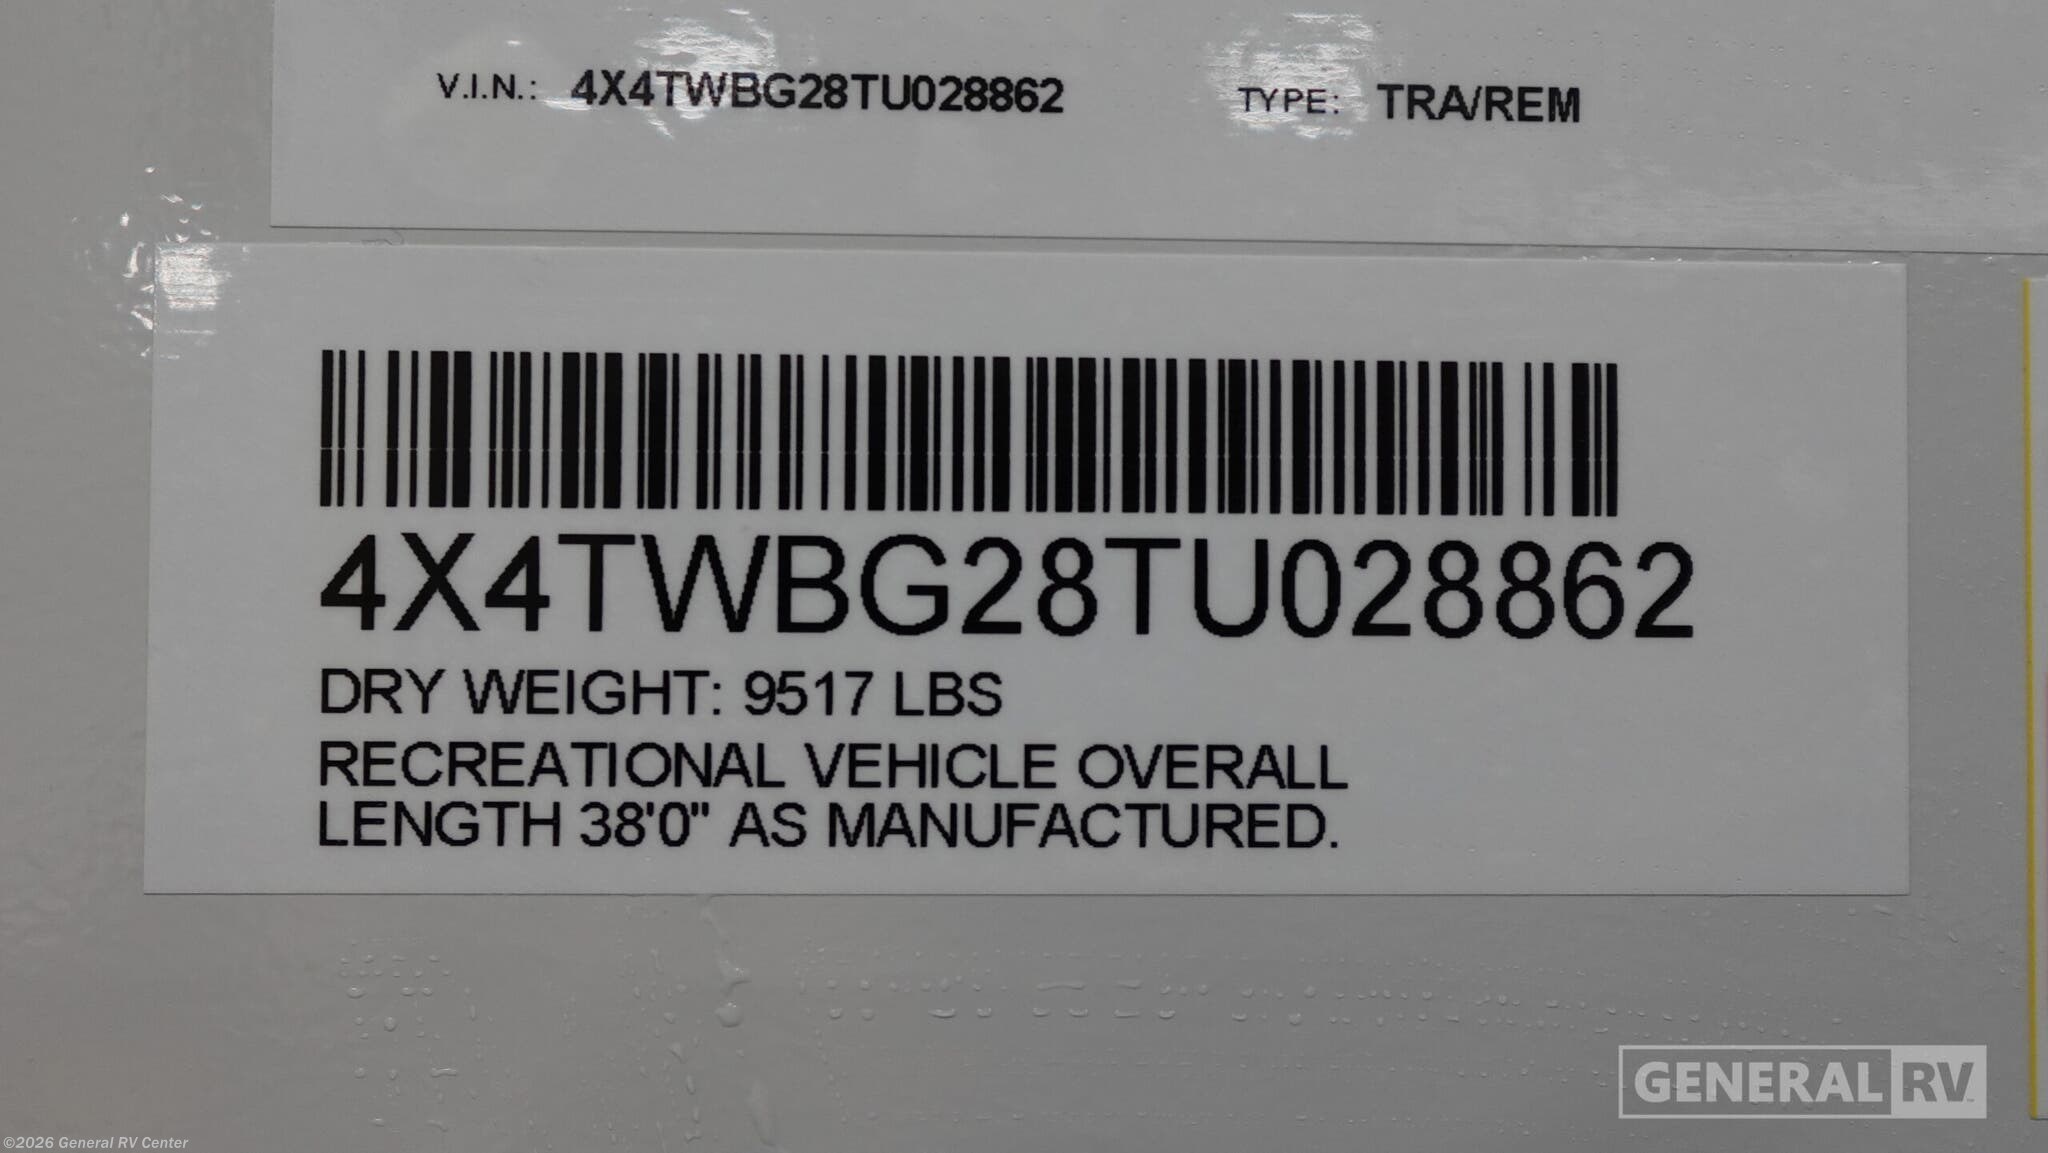 V.I.N.: 4X4TWBG28TU028862 TYPE: TRA/REM
4X4TWBG28TU028862
DRY WEIGHT: 9517 LBS
RECREATIONAL VEHICLE OVERALL
LENGTH 38'0" AS MANUFACTURED.
GENERAL RV
©2026 General RV Center